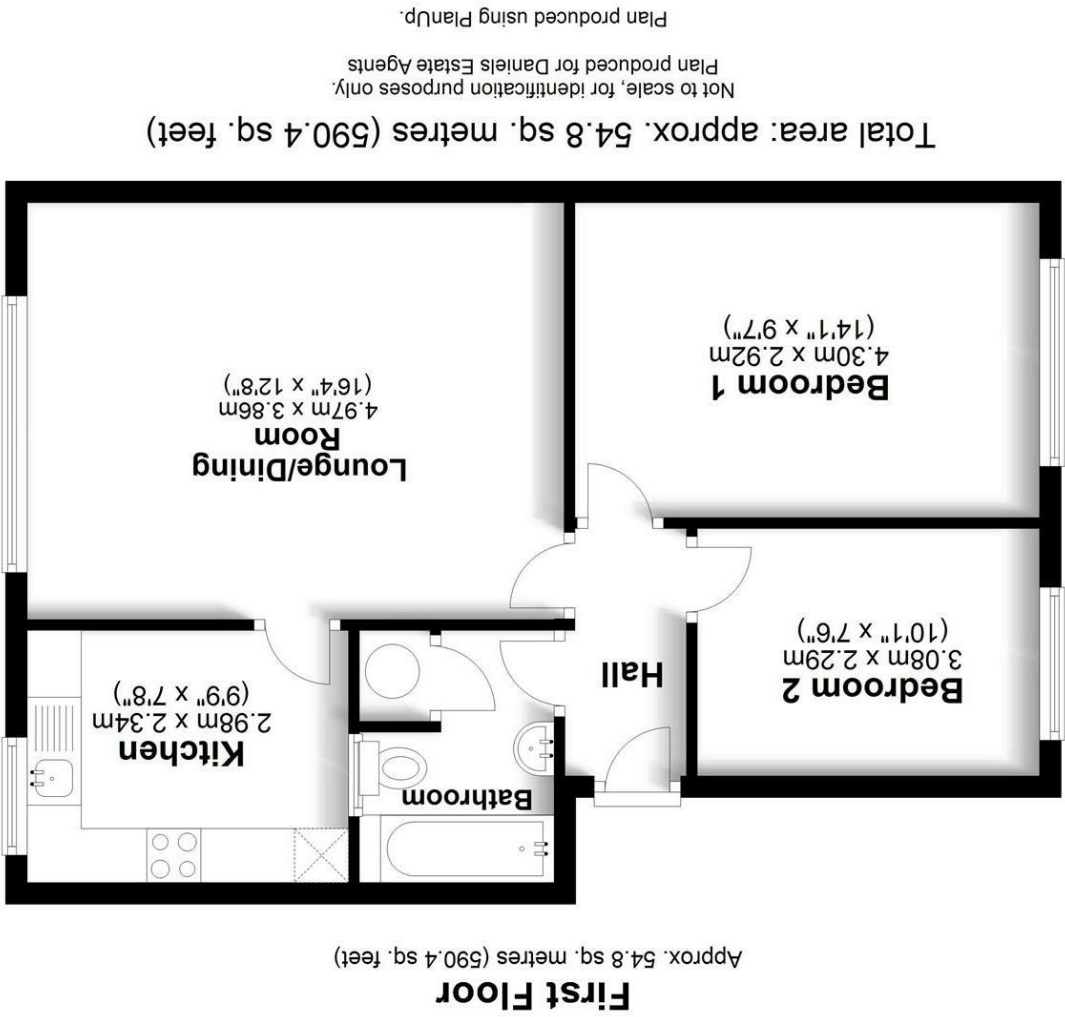 First Floor
Approx. 54.8 sq. metres (590.4 sq. feet)
Kitchen
2.98m x 2.34m
(9'9" x 7'8")
Bathroom
Hall
Bedroom 2
3.08m x 2.29m
(10'1" x 7'6")
Lounge/Dining
Room
4.97m x 3.86m
(16'4" x 12'8")
Bedroom 1
4.30m x 2.92m
(14'1" x 9'7")
Total area: approx. 54.8 sq. metres (590.4 sq. feet)
Not to scale, for identification purposes only.
Plan produced for Daniels Estate Agents
Plan produced using PlanUp.